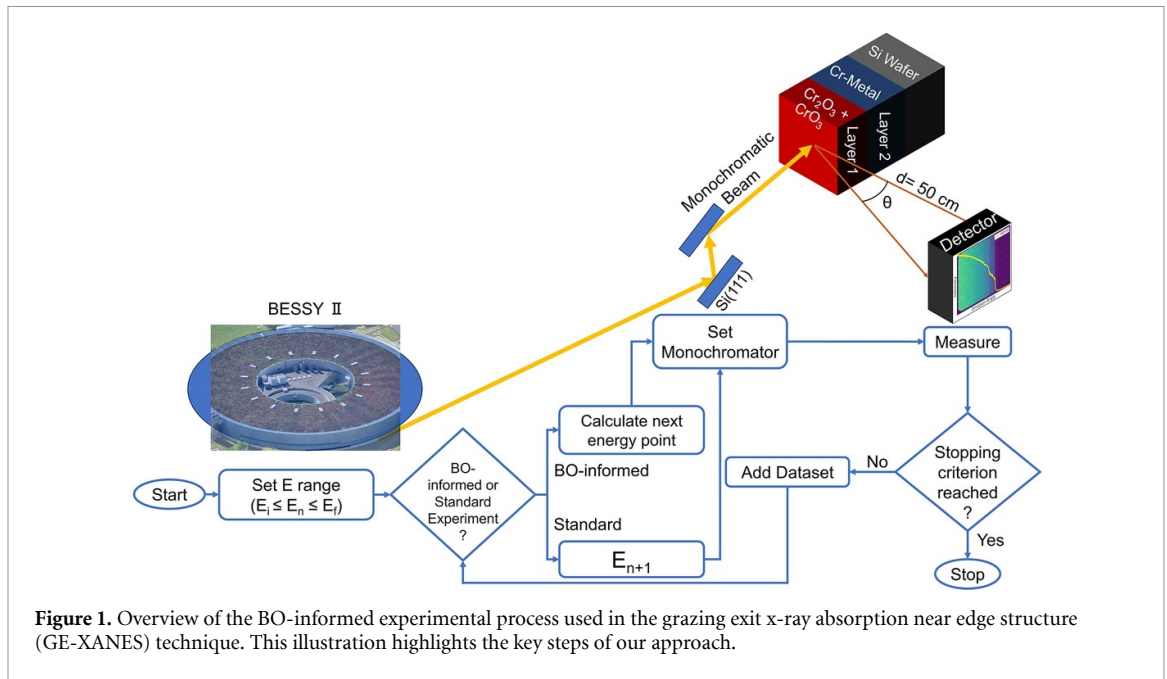 Si Wafer
Cr-Metal
Cr₂O₃ +
CrO₃
Layer 1
Layer 2
Monochromatic
Beam
d= 50 cm
θ
Detector
Si(111)
BESSY II
Set
Monochromator
Measure
Calculate next
energy point
BO-
informed or
Standard
Experiment
?
BO-informed
Standard
Start
Set E range
(Eᵢ ≤ Eₙ ≤ E_f)
Eₙ₊₁
Add Dataset
No
Stopping
criterion
reached
?
Yes
Stop
Figure 1. Overview of the BO-informed experimental process used in the grazing exit x-ray absorption near edge structure
(GE-XANES) technique. This illustration highlights the key steps of our approach.